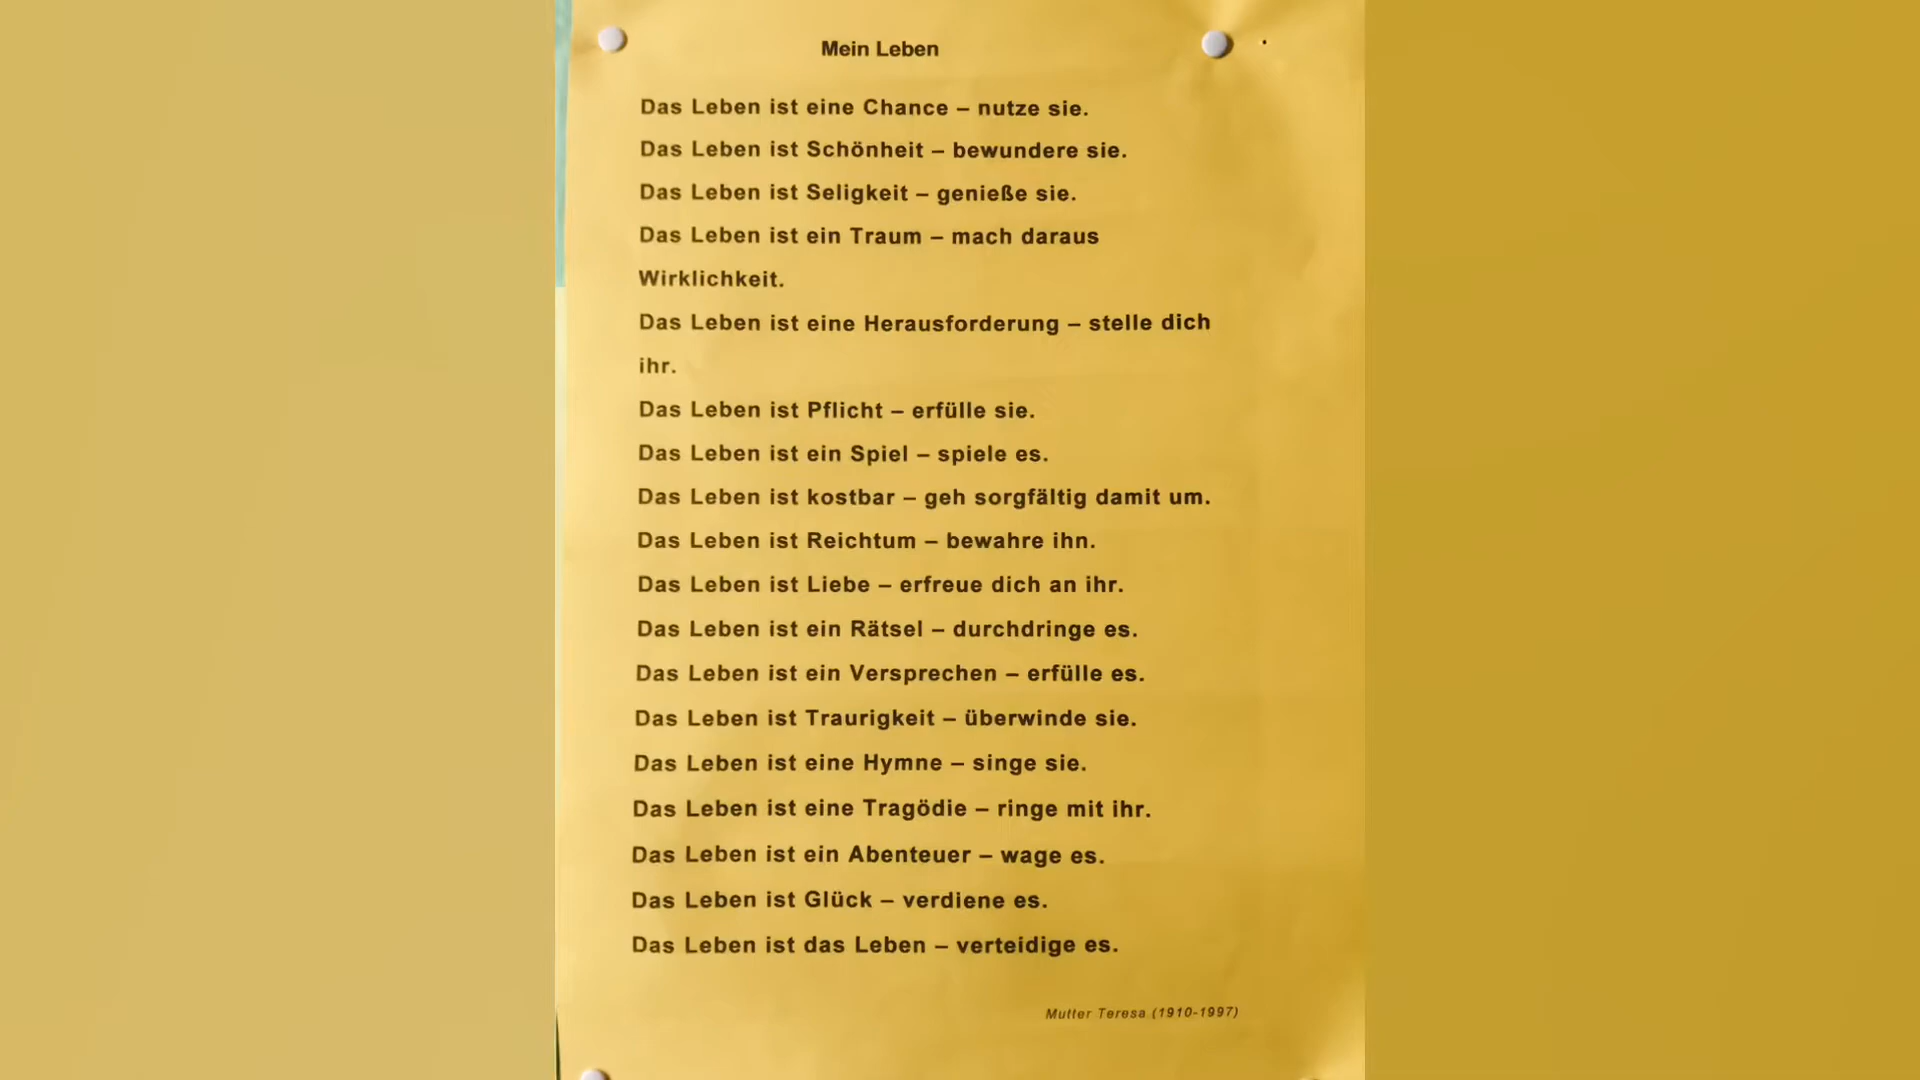 Mein Leben
Das Leben ist eine Chance – nutze sie.
Das Leben ist Schönheit – bewundere sie.
Das Leben ist Seligkeit – genieße sie.
Das Leben ist ein Traum – mach daraus
Wirklichkeit.
Das Leben ist eine Herausforderung – stelle dich
ihr.
Das Leben ist Pflicht – erfülle sie.
Das Leben ist ein Spiel – spiele es.
Das Leben ist kostbar – geh sorgfältig damit um.
Das Leben ist Reichtum – bewahre ihn.
Das Leben ist Liebe – erfreue dich an ihr.
Das Leben ist ein Rätsel – durchdringe es.
Das Leben ist ein Versprechen – erfülle es.
Das Leben ist Traurigkeit – überwinde sie.
Das Leben ist eine Hymne – singe sie.
Das Leben ist eine Tragödie – ringe mit ihr.
Das Leben ist ein Abenteuer – wage es.
Das Leben ist Glück – verdiene es.
Das Leben ist das Leben – verteidige es.
Mutter Teresa (1910-1997)